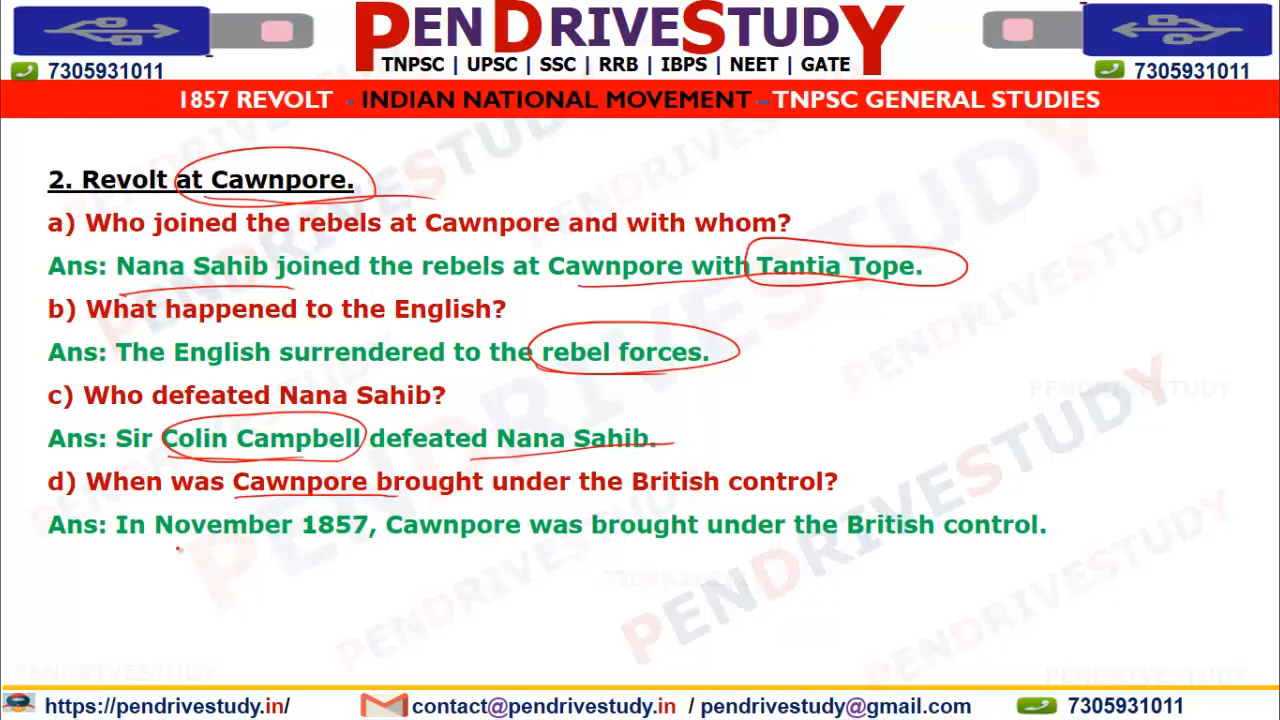 PENDRIVESTUDY
TNPSC | UPSC | SSC | RRB | IBPS | NEET | GATE
7305931011
7305931011
1857 REVOLT - INDIAN NATIONAL MOVEMENT – TNPSC GENERAL STUDIES
2. Revolt at Cawnpore.
a) Who joined the rebels at Cawnpore and with whom?
Ans: Nana Sahib joined the rebels at Cawnpore with Tantia Tope.
b) What happened to the English?
Ans: The English surrendered to the rebel forces.
c) Who defeated Nana Sahib?
Ans: Sir Colin Campbell defeated Nana Sahib.
d) When was Cawnpore brought under the British control?
Ans: In November 1857, Cawnpore was brought under the British control.
PENDRIVESTUDY
https://pendrivestudy.in/ contact@pendrivestudy.in / pendrivestudy@gmail.com 7305931011